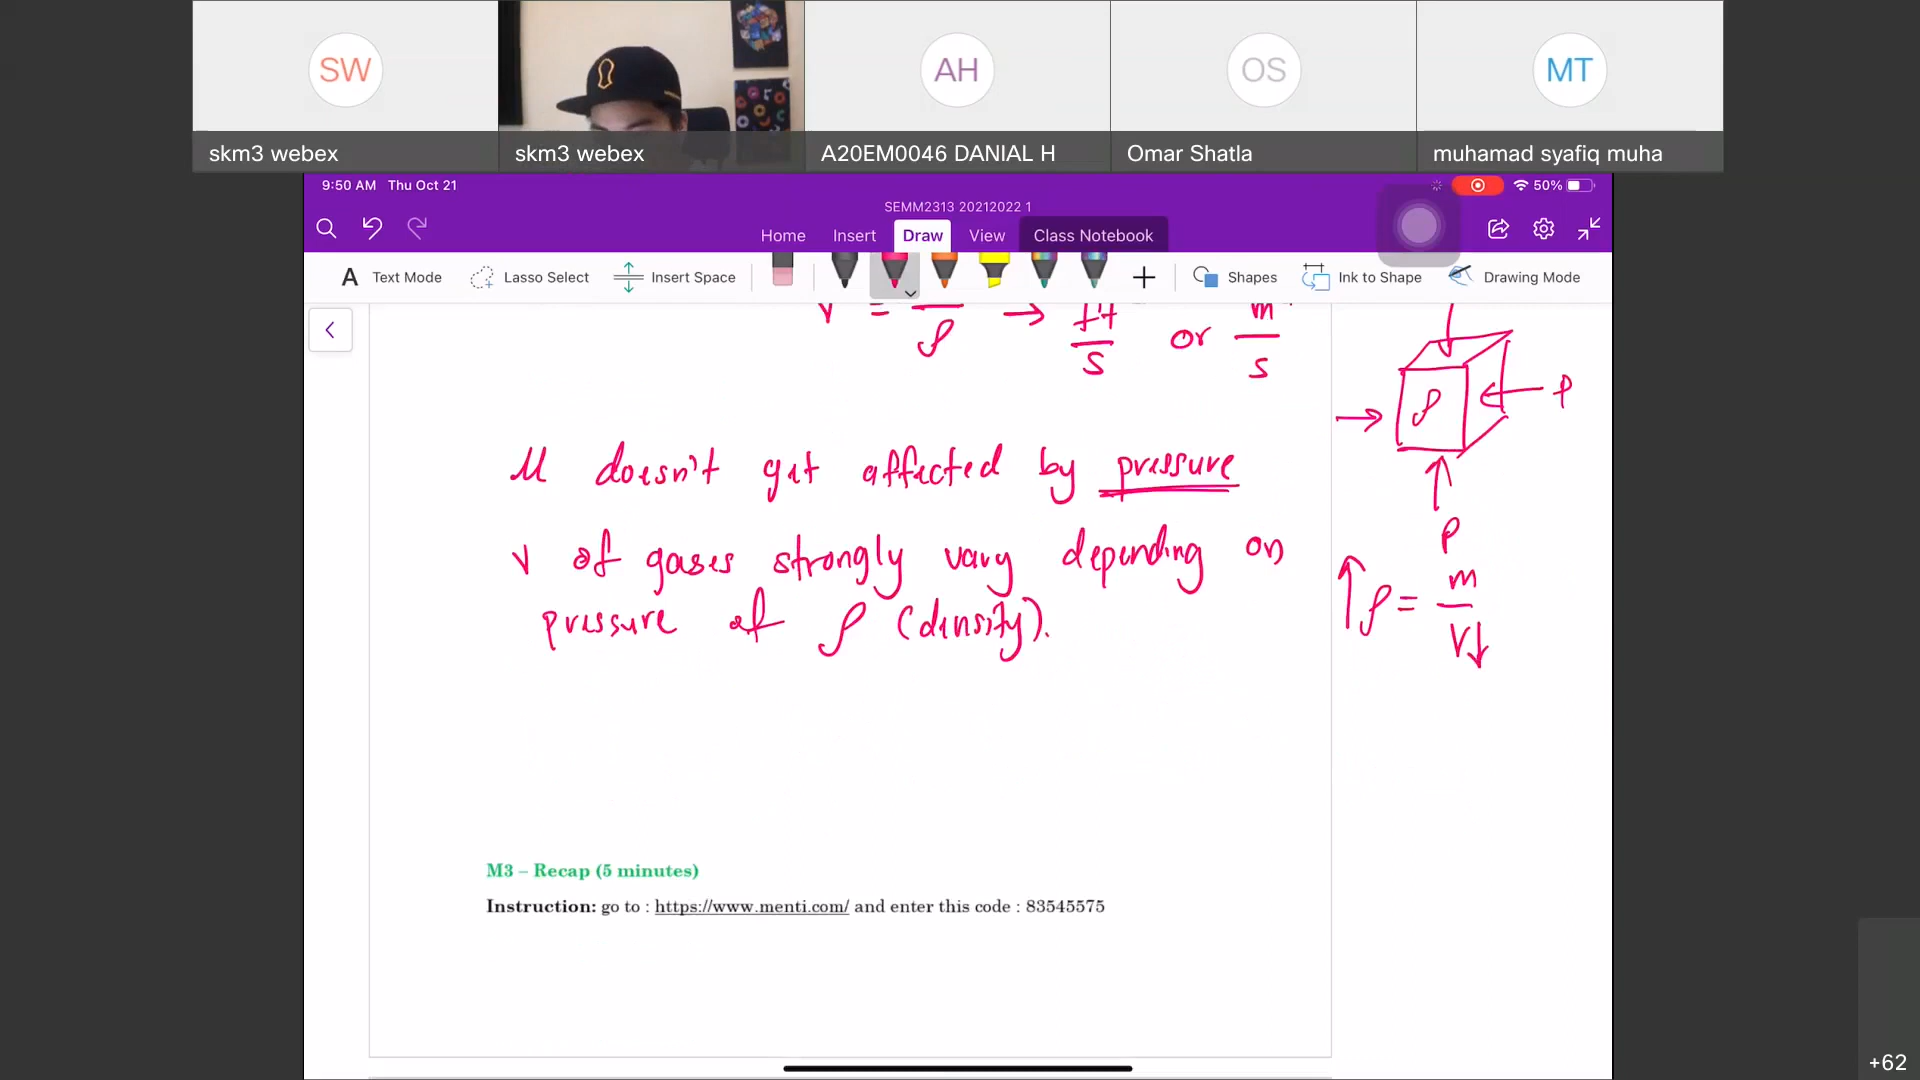 SW
AH
OS
MT
skm3 webex
skm3 webex
A20EM0046 DANIAL H
Omar Shatla
muhamad syafiq muha
9:50 AM Thu Oct 21
50%
SEMM2313 20212022 1
Home Insert Draw View Class Notebook
A Text Mode Lasso Select Insert Space Shapes Ink to Shape Drawing Mode
ν = ρ → ft/s or m/s
μ doesn't get affected by pressure
ν of gases strongly vary depending on
pressure of ρ (density).
ρ
P
P
↑ρ = m/V↓
M3 – Recap (5 minutes)
Instruction: go to : https://www.menti.com/ and enter this code : 83545575
+62